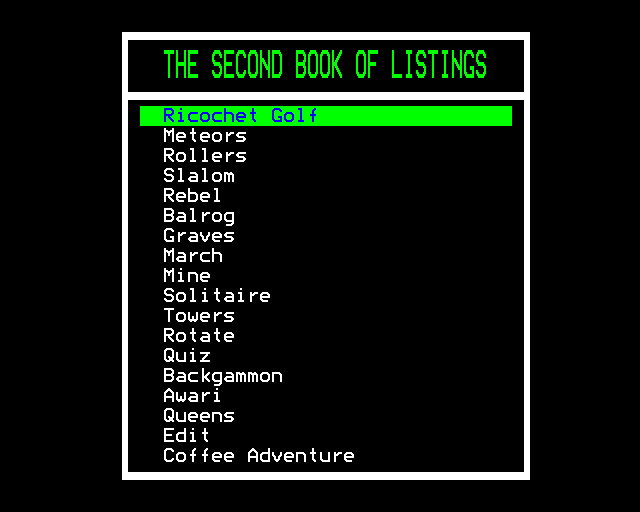 THE SECOND BOOK OF LISTINGS
Ricochet Golf
Meteors
Rollers
Slalom
Rebel
Balrog
Graves
March
Mine
Solitaire
Towers
Rotate
Quiz
Backgammon
Awari
Queens
Edit
Coffee Adventure